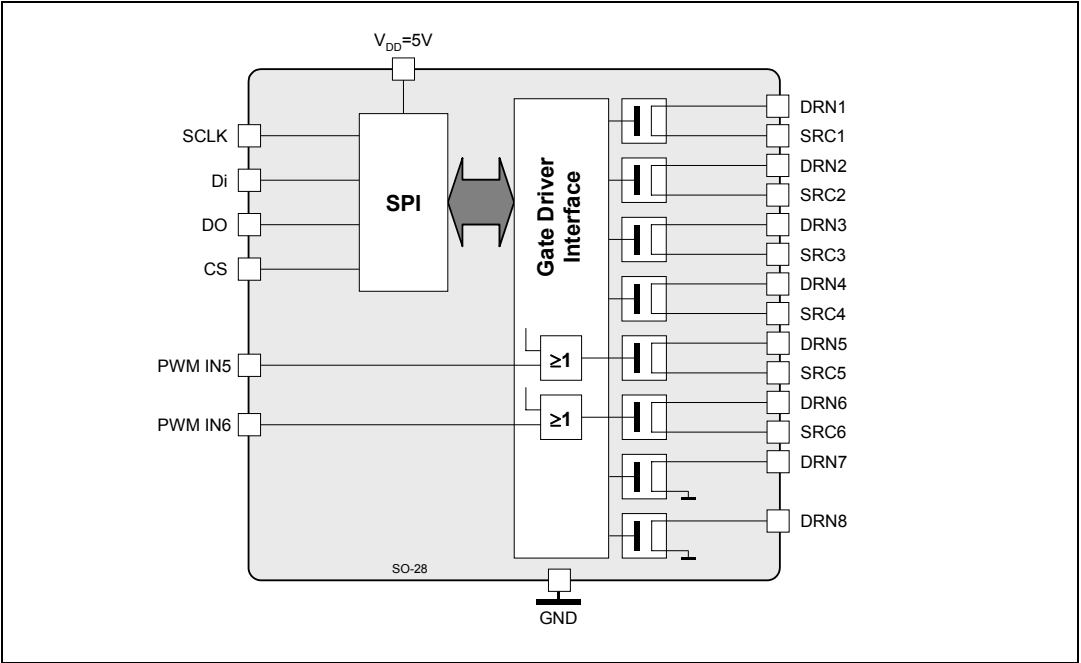 V_DD=5V
SCLK
Di
DO
CS
PWM IN5
PWM IN6
SPI
Gate Driver
Interface
≥1
≥1
DRN1
SRC1
DRN2
SRC2
DRN3
SRC3
DRN4
SRC4
DRN5
SRC5
DRN6
SRC6
DRN7
DRN8
SO-28
GND